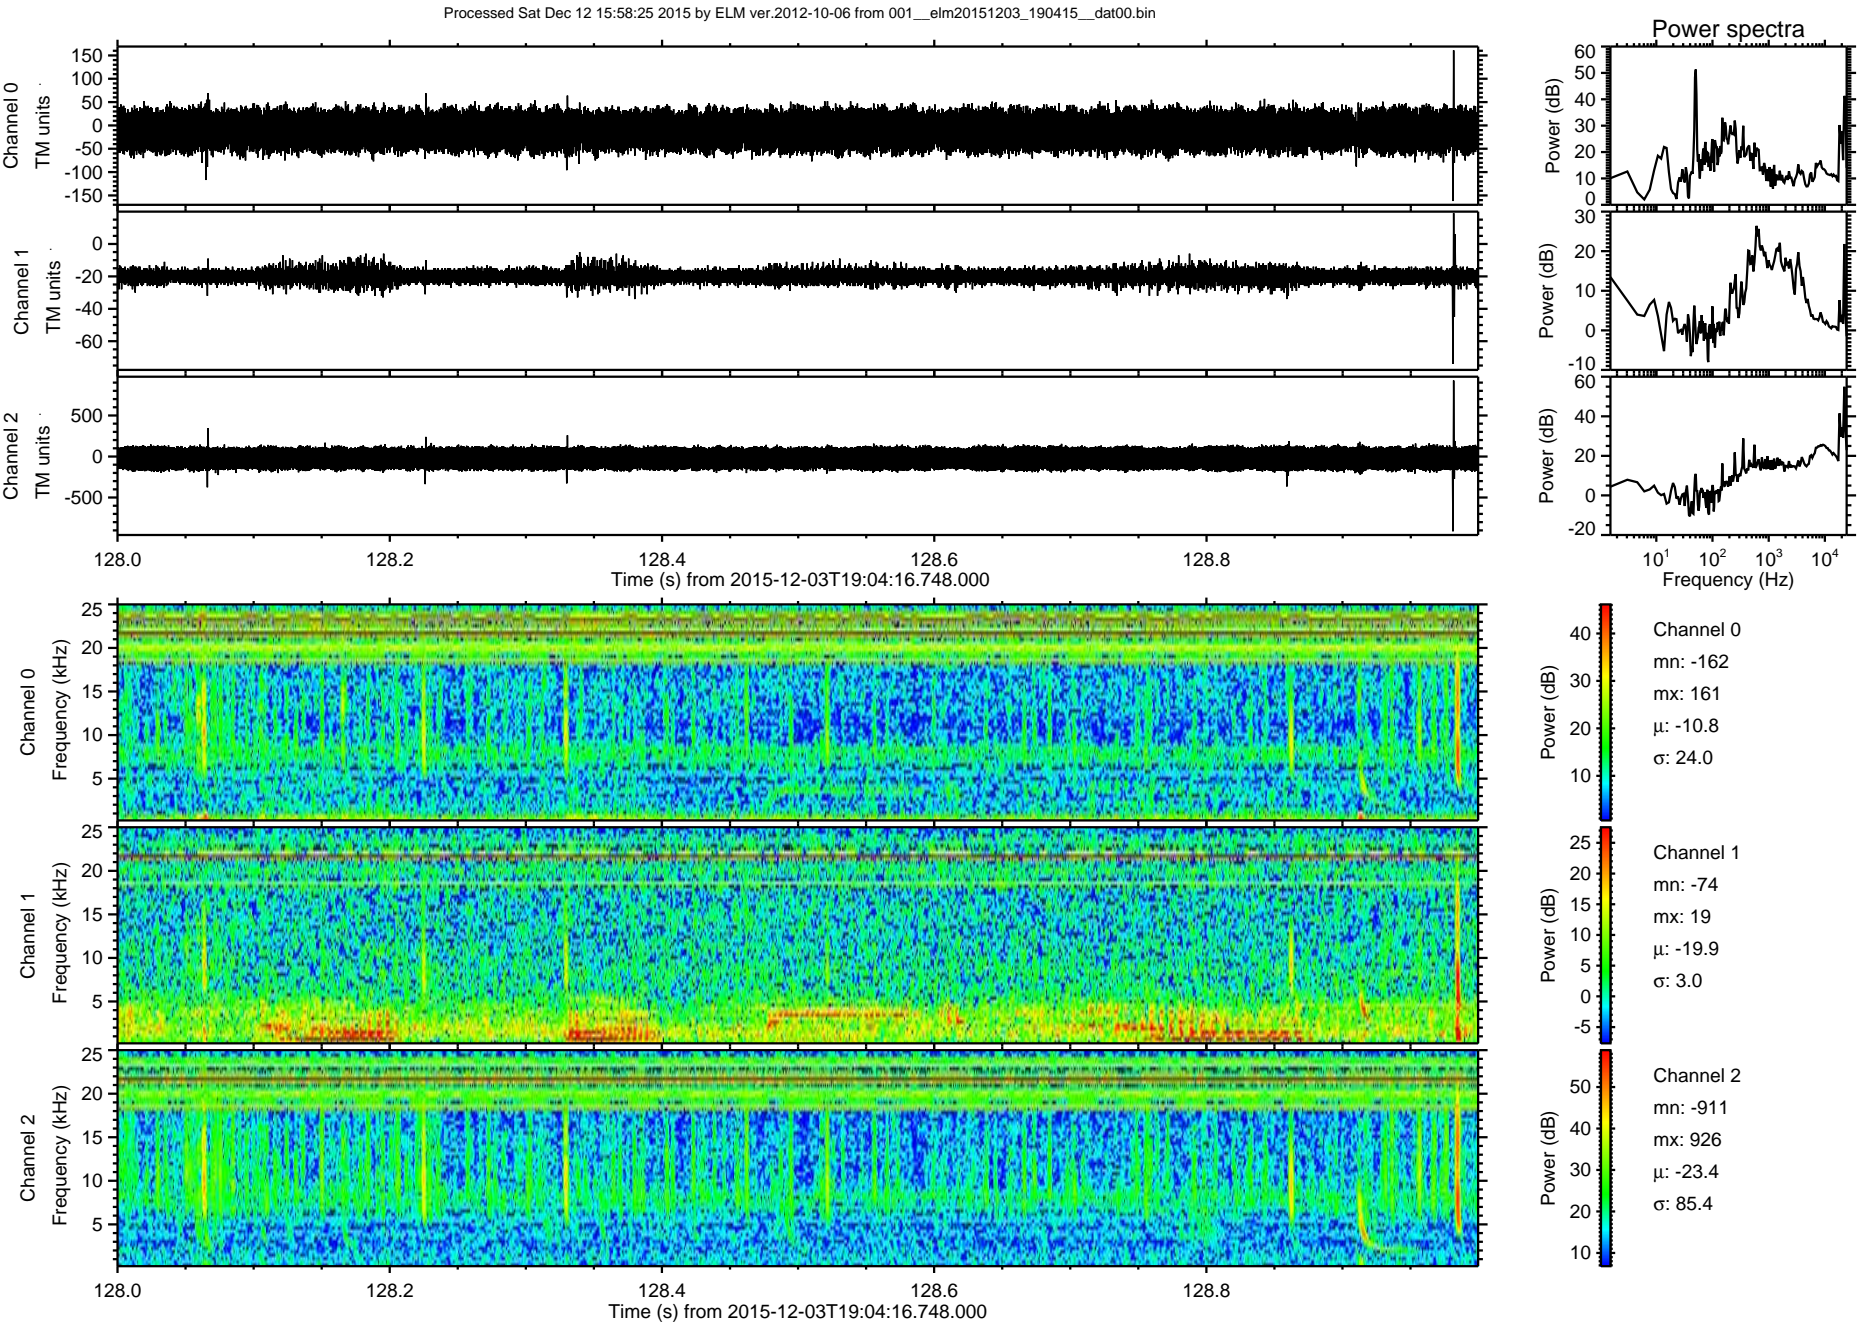 Processed Sat Dec 12 15:58:25 2015 by ELM ver.2012-10-06 from 001__elm20151203_190415__dat00.bin
Power spectra
Channel 0
TM units
150
100
50
0
-50
-100
-150
Power (dB)
60
50
40
30
20
10
0
Channel 1
TM units
0
-20
-40
-60
Power (dB)
30
20
10
0
-10
Channel 2
TM units
500
0
-500
Power (dB)
60
40
20
0
-20
128.0 128.2 128.4 128.6 128.8
Time (s) from 2015-12-03T19:04:16.748.000
10^1 10^2 10^3 10^4
Frequency (Hz)
Channel 0
Frequency (kHz)
25
20
15
10
5
Power (dB)
40
30
20
10
Channel 0
mn: -162
mx: 161
µ: -10.8
σ: 24.0
Channel 1
Frequency (kHz)
25
20
15
10
5
Power (dB)
25
20
15
10
5
0
-5
Channel 1
mn: -74
mx: 19
µ: -19.9
σ: 3.0
Channel 2
Frequency (kHz)
25
20
15
10
5
Power (dB)
50
40
30
20
10
Channel 2
mn: -911
mx: 926
µ: -23.4
σ: 85.4
128.0 128.2 128.4 128.6 128.8
Time (s) from 2015-12-03T19:04:16.748.000